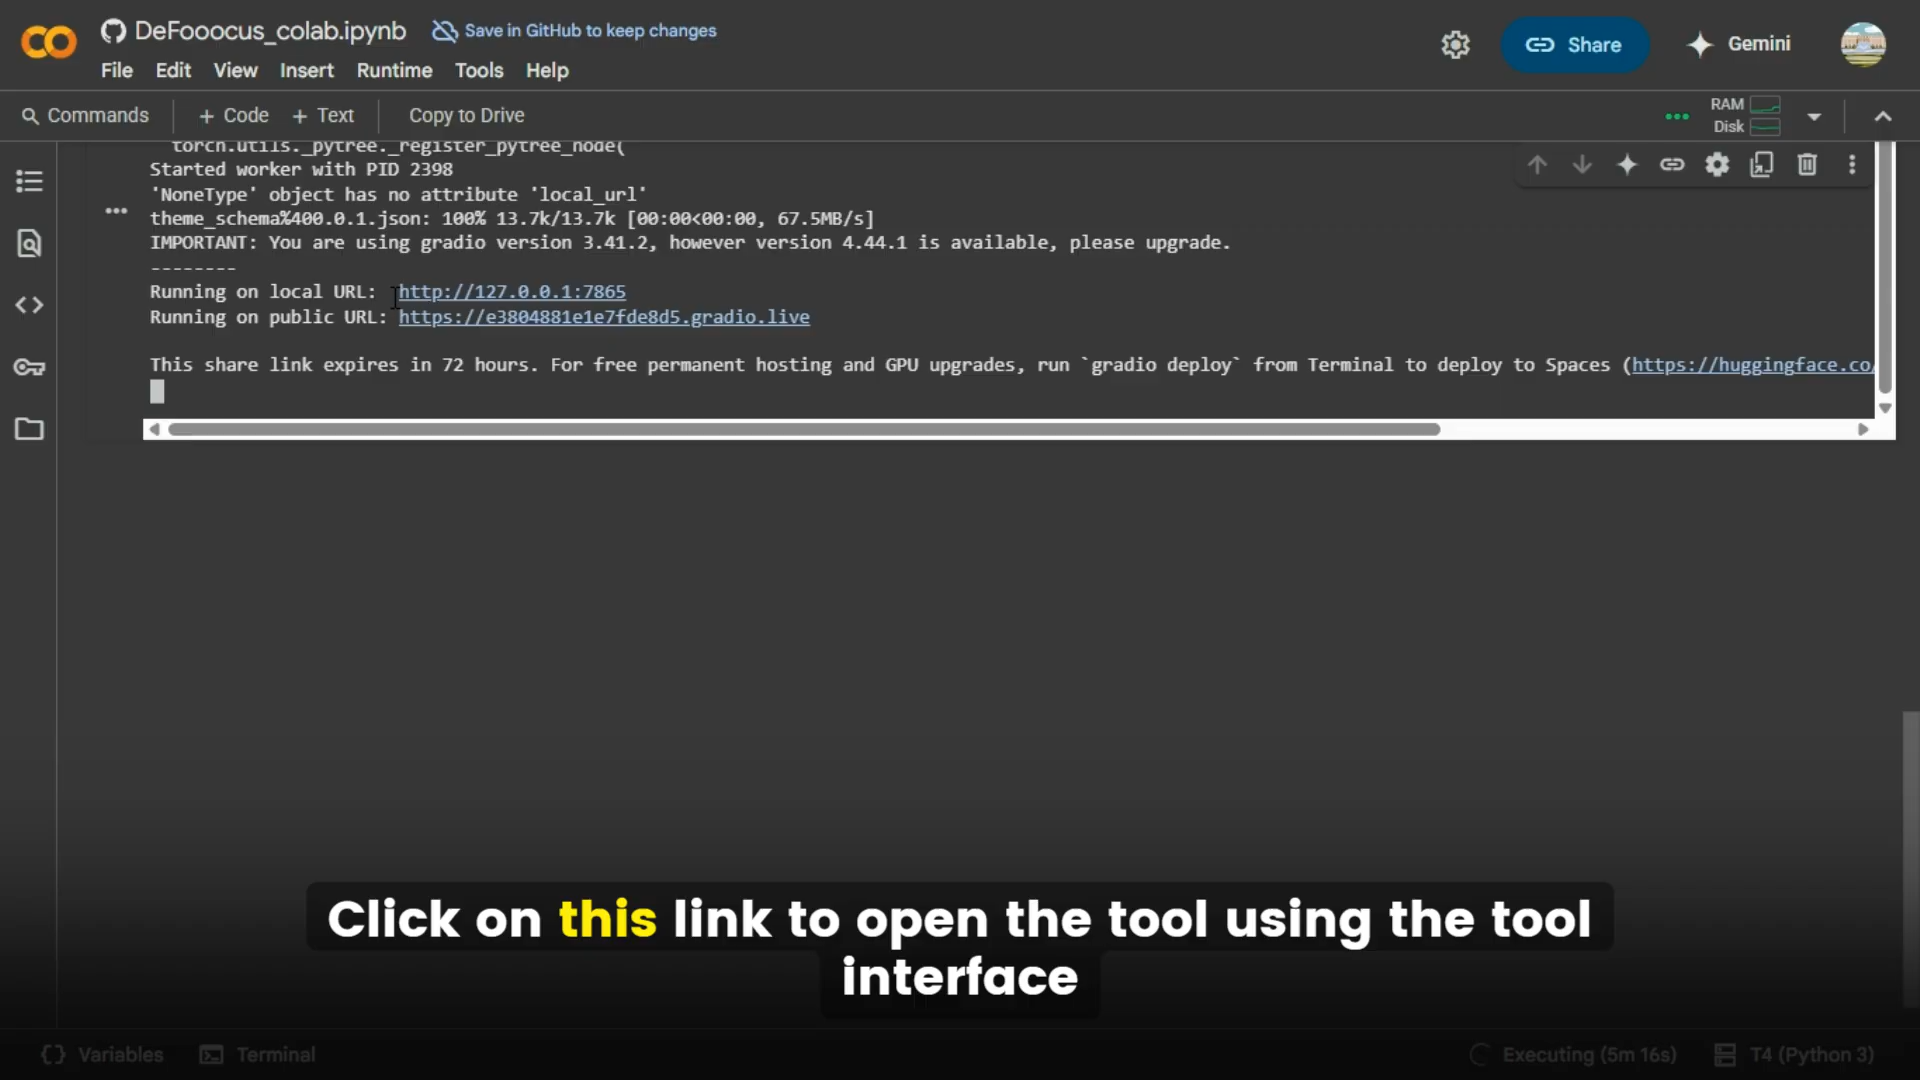 DeFooocus_colab.ipynb
Save in GitHub to keep changes
Share
Gemini
File Edit View Insert Runtime Tools Help
Commands
+ Code
+ Text
Copy to Drive
RAM
Disk
torch.utils._pytree._register_pytree_node(
Started worker with PID 2398
'NoneType' object has no attribute 'local_url'
theme_schema%400.0.1.json: 100% 13.7k/13.7k [00:00<00:00, 67.5MB/s]
IMPORTANT: You are using gradio version 3.41.2, however version 4.44.1 is available, please upgrade.
--------
Running on local URL: http://127.0.0.1:7865
Running on public URL: https://e3804881e1e7fde8d5.gradio.live
This share link expires in 72 hours. For free permanent hosting and GPU upgrades, run `gradio deploy` from Terminal to deploy to Spaces (https://huggingface.co/
Click on this link to open the tool using the tool
interface
Variables
Terminal
Executing (5m 16s)
T4 (Python 3)